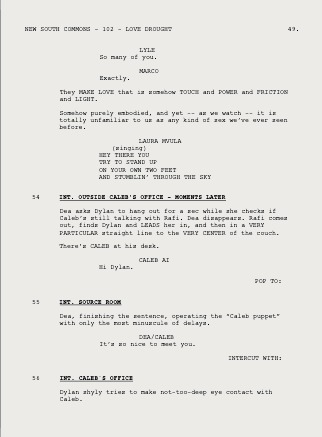 NEW SOUTH COMMONS - 102 - LOVE DROUGHT 49.
LYLE
So many of you.
MARCO
Exactly.
They MAKE LOVE that is somehow TOUCH and POWER and FRICTION
and LIGHT.
Somehow purely embodied, and yet -- as we watch -- it is
totally unfamiliar to us as any kind of sex we've ever seen
before.
LAURA MVULA
(singing)
HEY THERE YOU
TRY TO STAND UP
ON YOUR OWN TWO FEET
AND STUMBLIN' THROUGH THE SKY
54 INT. OUTSIDE CALEB'S OFFICE - MOMENTS LATER
Dea asks Dylan to hang out for a sec while she checks if
Caleb's still talking with Rafi. Dea disappears. Rafi comes
out, finds Dylan and LEADS her in, and then in a VERY
PARTICULAR straight line to the VERY CENTER of the couch.
There's CALEB at his desk.
CALEB AI
Hi Dylan.
POP TO:
55 INT. SOURCE ROOM
Dea, finishing the sentence, operating the "Caleb puppet"
with only the most minuscule of delays.
DEA/CALEB
It's so nice to meet you.
INTERCUT WITH:
56 INT. CALEB'S OFFICE
Dylan shyly tries to make not-too-deep eye contact with
Caleb.